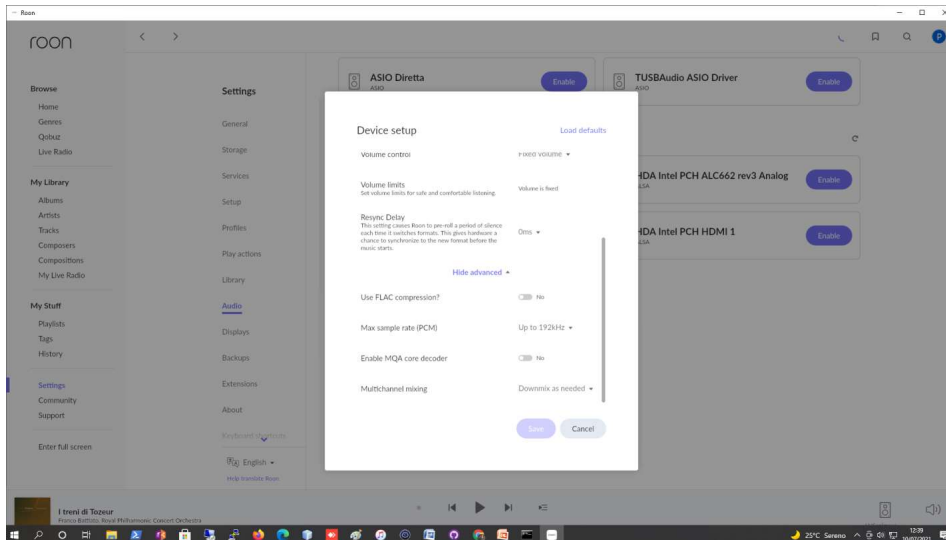 Roon
roon
P
Browse
Home
Genres
Qobuz
Live Radio
My Library
Albums
Artists
Tracks
Composers
Compositions
My Live Radio
My Stuff
Playlists
Tags
History
Settings
Community
Support
Enter full screen
Settings
General
Storage
Services
Setup
Profiles
Play actions
Library
Audio
Displays
Backups
Extensions
About
Keyboard shortcuts
English
Help translate Roon
ASIO Diretta
ASIO
Enable
TUSBAudio ASIO Driver
ASIO
Enable
HDA Intel PCH ALC662 rev3 Analog
ALSA
Enable
HDA Intel PCH HDMI 1
ALSA
Enable
Device setup
Load defaults
Volume control
Fixed volume
Volume limits
Set volume limits for safe and comfortable listening.
Volume is fixed
Resync Delay
This setting causes Roon to pre-roll a period of silence
each time it switches formats. This gives hardware a
chance to synchronize to the new format before the
music starts.
0ms
Hide advanced
Use FLAC compression?
No
Max sample rate (PCM)
Up to 192kHz
Enable MQA core decoder
No
Multichannel mixing
Downmix as needed
Save
Cancel
I treni di Tozeur
Franco Battiato, Royal Philharmonic Concert Orchestra
25°C Sereno
12:39
10/07/2021